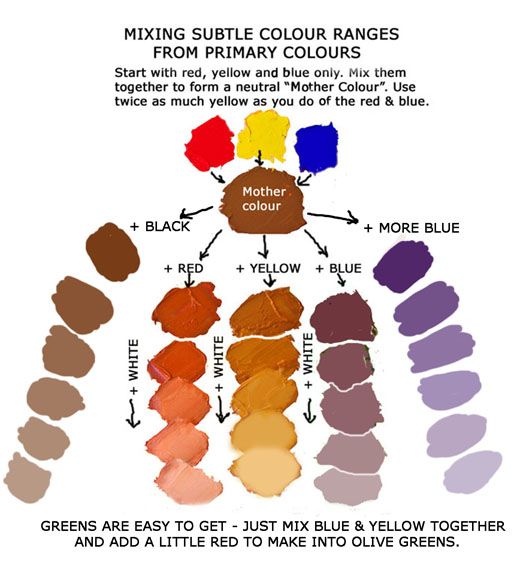 MIXING SUBTLE COLOUR RANGES
FROM PRIMARY COLOURS
Start with red, yellow and blue only. Mix them
together to form a neutral “Mother Colour”. Use
twice as much yellow as you do of the red & blue.
Mother
colour
+ BLACK
+ MORE BLUE
+ RED
+ YELLOW
+ BLUE
+ WHITE
+ WHITE
+ WHITE
GREENS ARE EASY TO GET - JUST MIX BLUE & YELLOW TOGETHER
AND ADD A LITTLE RED TO MAKE INTO OLIVE GREENS.